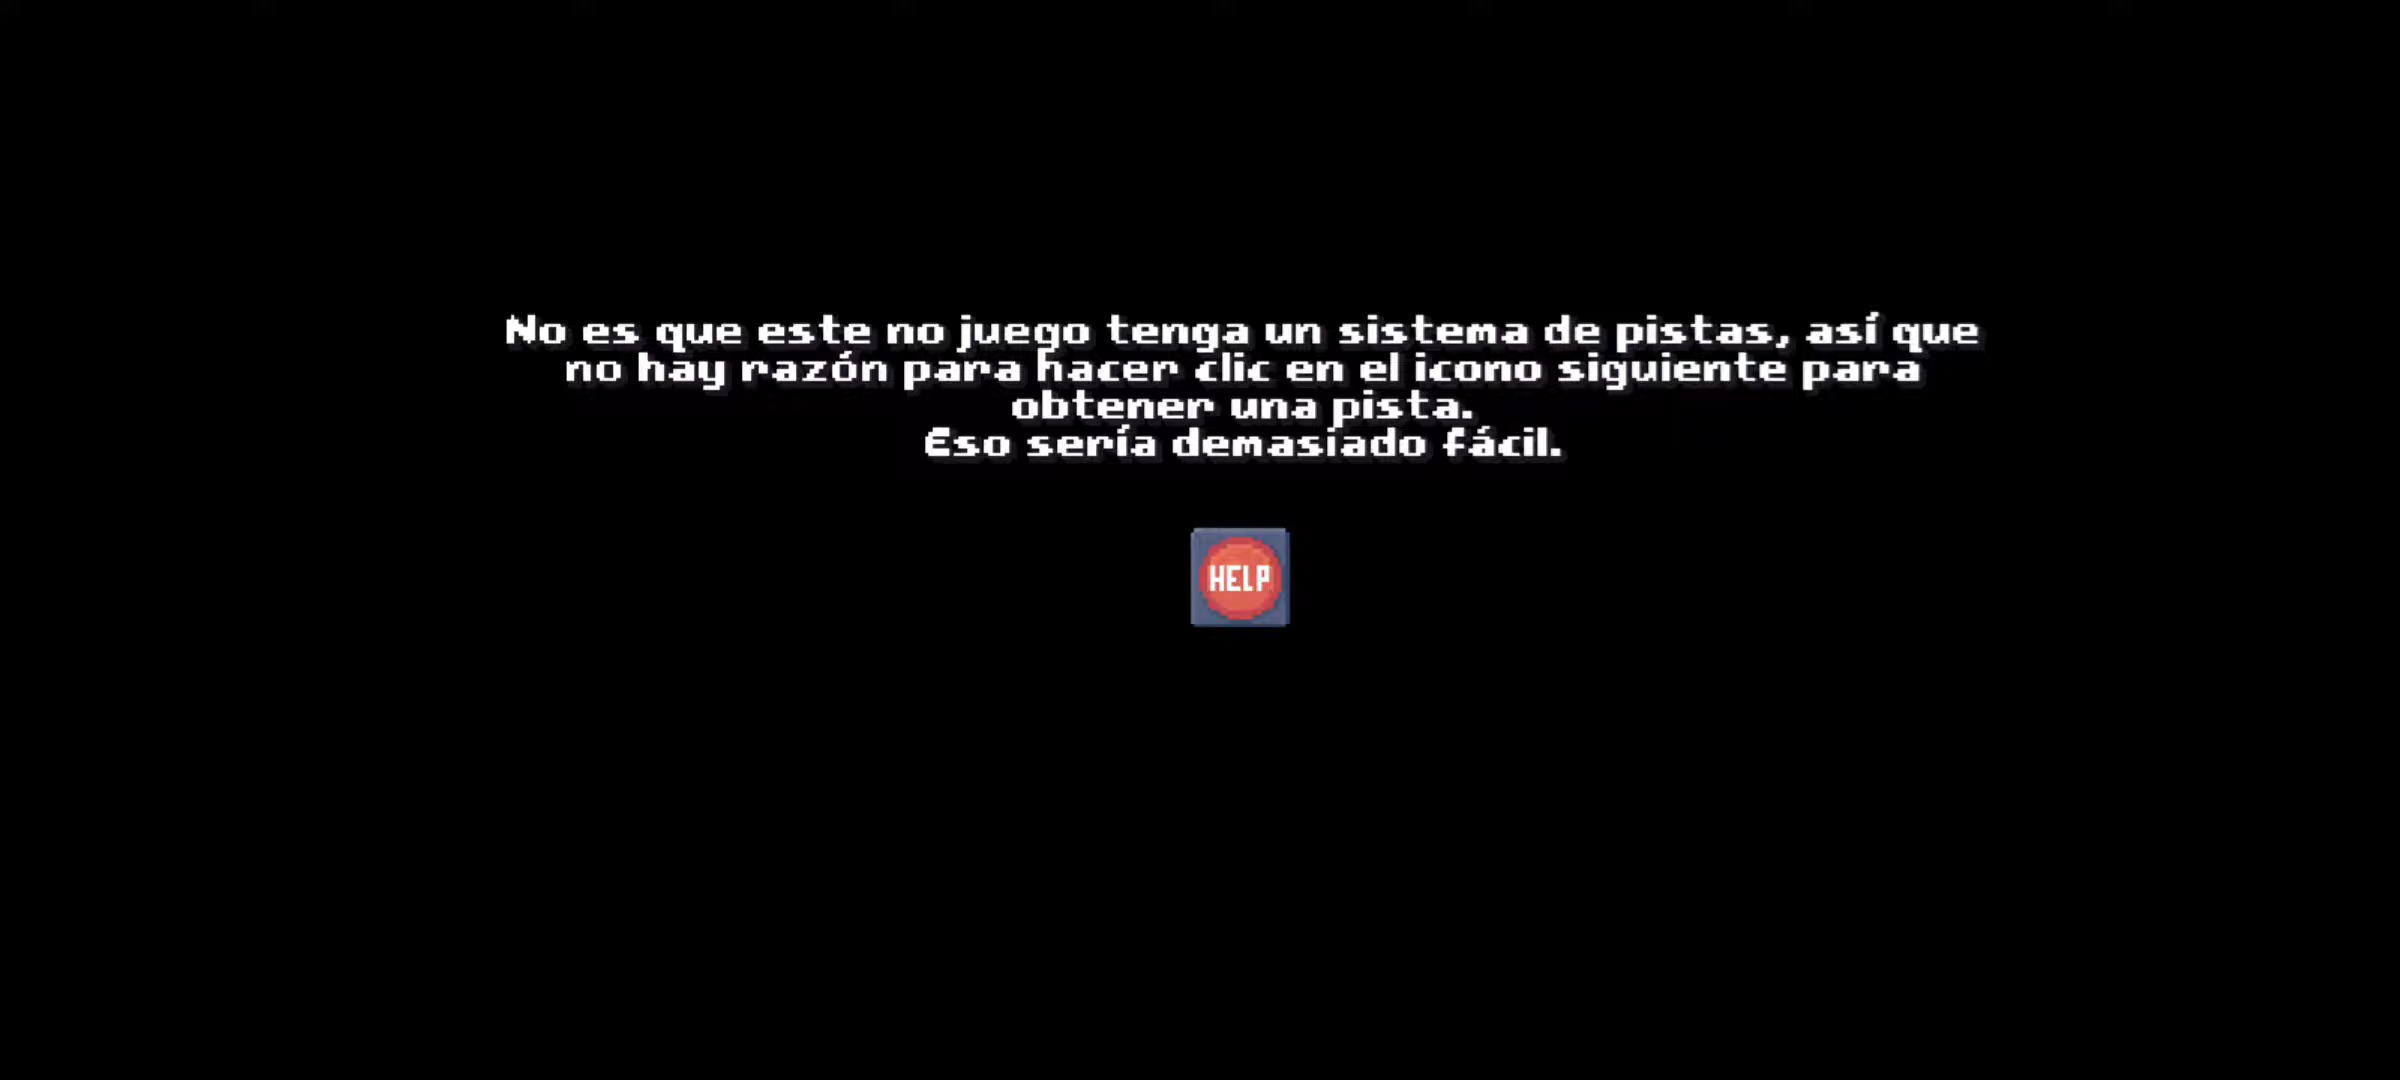 No es que este no juego tenga un sistema de pistas, así que
no hay razón para hacer clic en el icono siguiente para
obtener una pista.
Eso sería demasiado fácil.
HELP